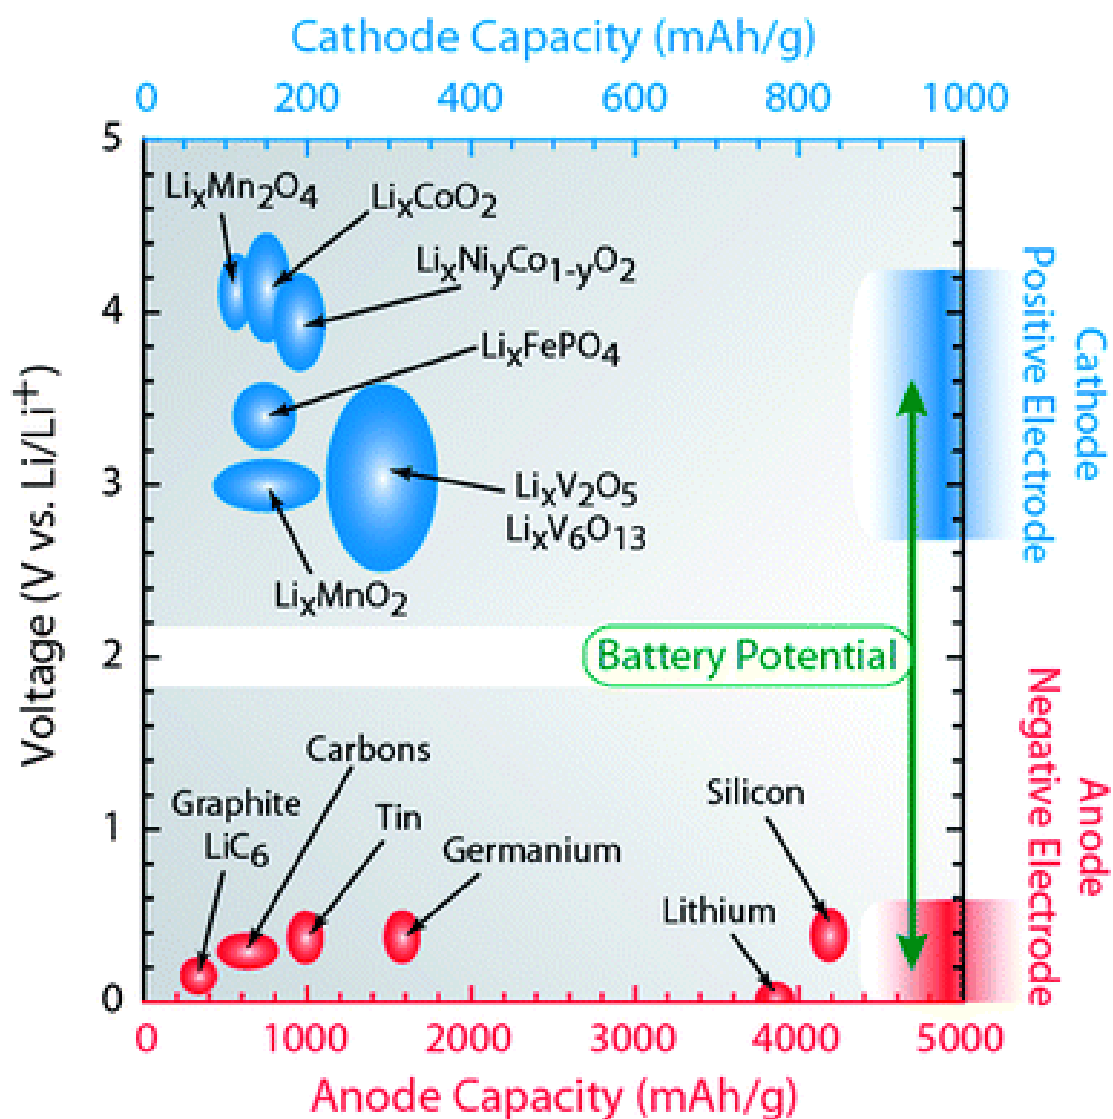 Cathode Capacity (mAh/g)
0 200 400 600 800 1000
5
4
3
2
1
0
Voltage (V vs. Li/Li⁺)
LiₓMn₂O₄
LiₓCoO₂
LiₓNiyCo₁₋yO₂
LiₓFePO₄
LiₓV₂O₅
LiₓV₆O₁₃
LiₓMnO₂
Battery Potential
Carbons
Graphite
LiC₆
Tin
Germanium
Silicon
Lithium
Cathode
Positive Electrode
Anode
Negative Electrode
0 1000 2000 3000 4000 5000
Anode Capacity (mAh/g)